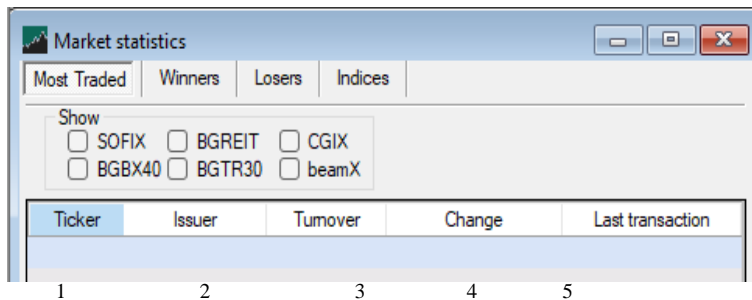 Market statistics
Most Traded Winners Losers Indices
Show
SOFIX BGREIT CGIX
BGBX40 BGTR30 beamX
Ticker Issuer Turnover Change Last transaction
1 2 3 4 5